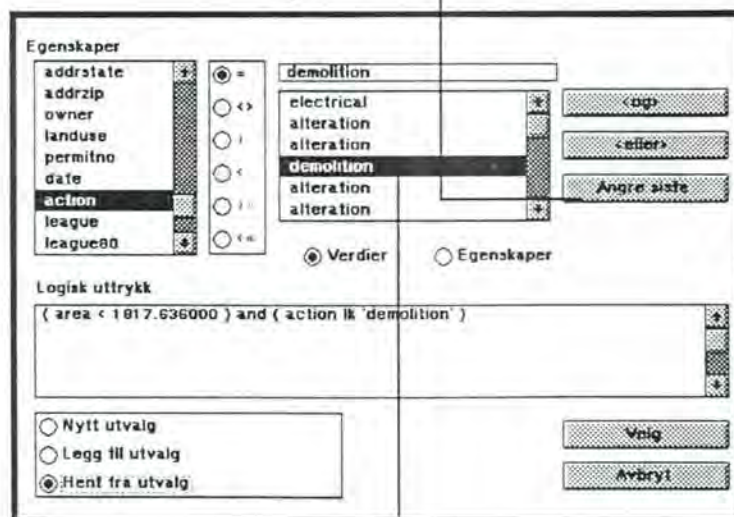 Egenskaper
addrstate
addrzip
owner
landuse
permitno
date
action
league
league80
=
<>
<
<=
demolition
electrical
alteration
alteration
demolition
alteration
alteration
Verdier
Egenskaper
<og>
<eller>
Angre siste
Logisk uttrykk
( area < 1817.636000 ) and ( action lk 'demolition' )
Nytt utvalg
Legg til utvalg
Hent fra utvalg
Velg
Avbryt